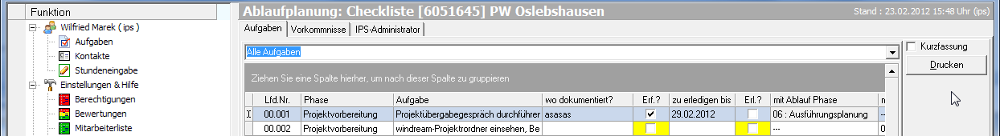 Funktion
Wilfried Marek ( ips )
Aufgaben
Kontakte
Stundeneingabe
Einstellungen & Hilfe
Berechtigungen
Bewertungen
Mitarbeiterliste
Ablaufplanung: Checkliste [6051645] PW Oslebshausen
Stand : 23.02.2012 15:48 Uhr (ips)
Aufgaben Vorkommnisse IPS-Administrator
Alle Aufgaben
Kurzfassung
Drucken
Ziehen Sie eine Spalte hierher, um nach dieser Spalte zu gruppieren
Lfd.Nr. Phase Aufgabe wo dokumentiert? Erf.? zu erledigen bis Erl.? mit Ablauf Phase n
00.001 Projektvorbereitung Projektübergabegespräch durchführer asasas 29.02.2012 06 : Ausführungsplanung --
00.002 Projektvorbereitung windream-Projektrordner einsehen, Be --- 0